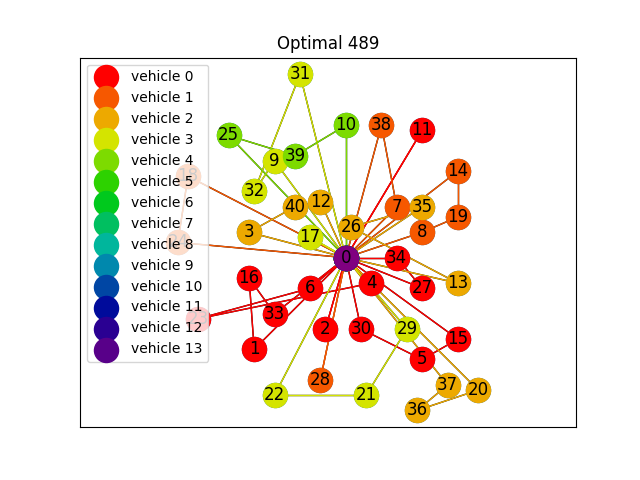 Optimal 489
vehicle 0
vehicle 1
vehicle 2
vehicle 3
vehicle 4
vehicle 5
vehicle 6
vehicle 7
vehicle 8
vehicle 9
vehicle 10
vehicle 11
vehicle 12
vehicle 13
31
25
10
38
11
9
39
18
32
14
40
12
7
35
19
3
17
26
8
0
34
16
6
4
27
13
33
2
30
29
15
1
5
28
37
20
22
21
36